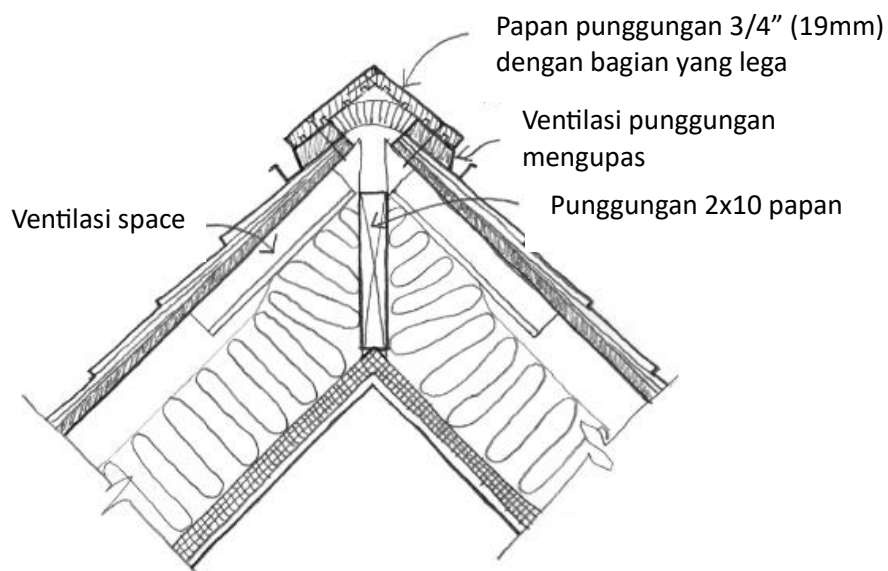 Papan punggungan 3/4” (19mm)
dengan bagian yang lega
Ventilasi punggungan
mengupas
Ventilasi space
Punggungan 2x10 papan